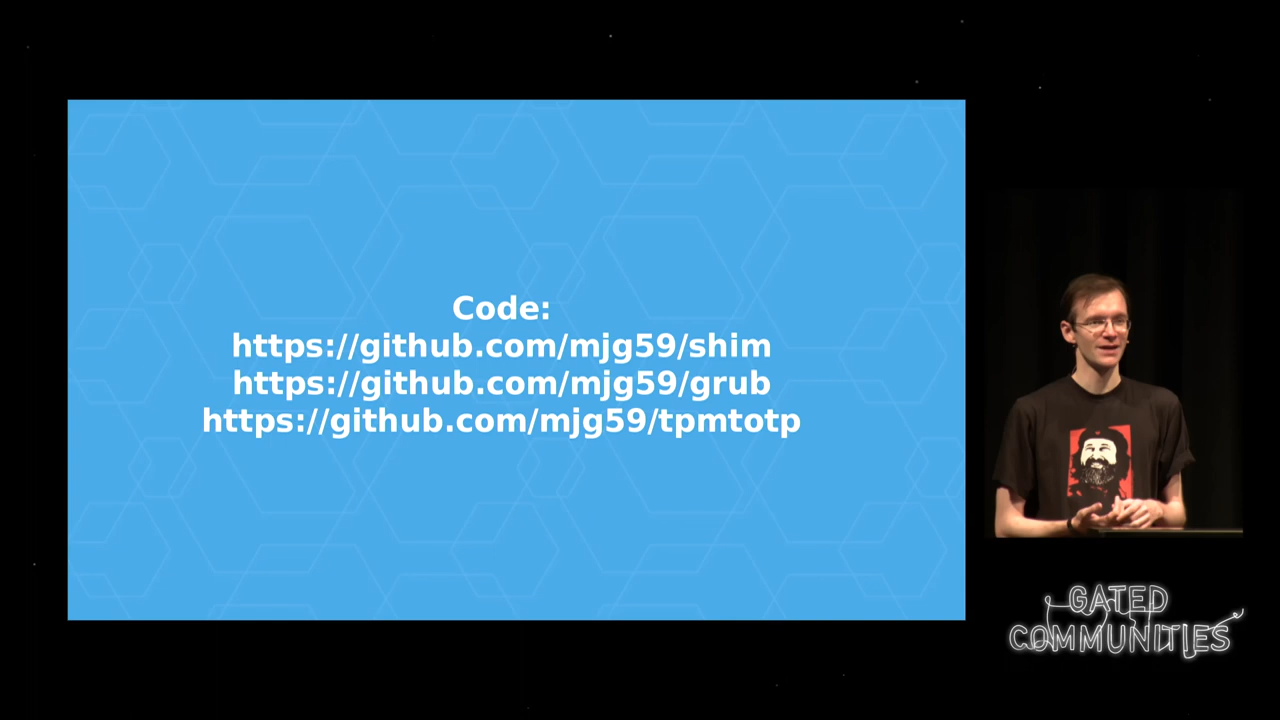 Code:
https://github.com/mjg59/shim
https://github.com/mjg59/grub
https://github.com/mjg59/tpmtotp
GATED
COMMUNITIES